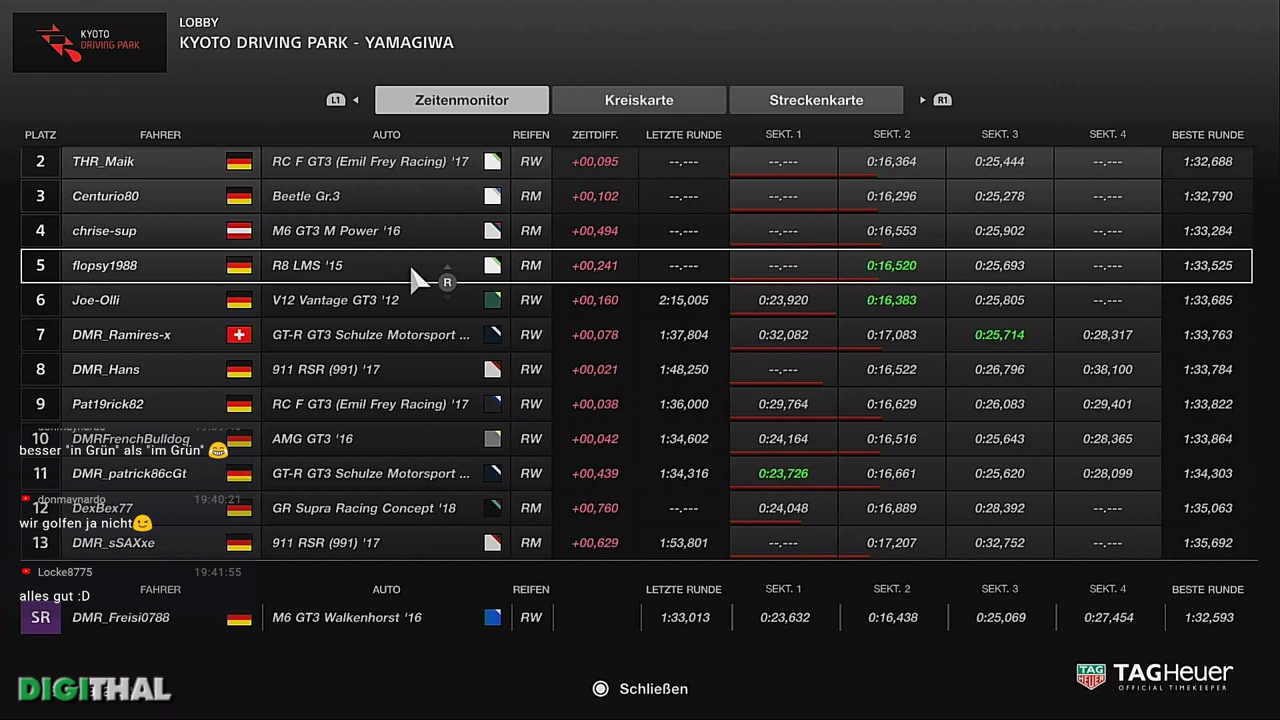 KYOTO
DRIVING PARK
LOBBY
KYOTO DRIVING PARK - YAMAGIWA
L1 Zeitenmonitor Kreiskarte Streckenkarte R1
PLATZ FAHRER AUTO REIFEN ZEITDIFF. LETZTE RUNDE SEKT. 1 SEKT. 2 SEKT. 3 SEKT. 4 BESTE RUNDE
2 THR_Maik RC F GT3 (Emil Frey Racing) '17 RW +00,095 --.--- --.--- 0:16,364 0:25,444 --.--- 1:32,688
3 Centurio80 Beetle Gr.3 RM +00,102 --.--- --.--- 0:16,296 0:25,278 --.--- 1:32,790
4 chrise-sup M6 GT3 M Power '16 RM +00,494 --.--- --.--- 0:16,553 0:25,902 --.--- 1:33,284
5 flopsy1988 R8 LMS '15 RM +00,241 --.--- --.--- 0:16,520 0:25,693 --.--- 1:33,525
R
6 Joe-Olli V12 Vantage GT3 '12 RW +00,160 2:15,005 0:23,920 0:16,383 0:25,805 --.--- 1:33,685
7 DMR_Ramires-x GT-R GT3 Schulze Motorsport ... RW +00,078 1:37,804 0:32,082 0:17,083 0:25,714 0:28,317 1:33,763
8 DMR_Hans 911 RSR (991) '17 RW +00,021 1:48,250 --.--- 0:16,522 0:26,796 0:38,100 1:33,784
9 Pat19rick82 RC F GT3 (Emil Frey Racing) '17 RW +00,038 1:36,000 0:29,764 0:16,629 0:26,083 0:29,401 1:33,822
donmaynardo
10 DMRFrenchBulldog AMG GT3 '16 RW +00,042 1:34,602 0:24,164 0:16,517 0:25,643 0:28,365 1:33,864
besser "in Grün" als "im Grün" 😁
11 DMR_patrick86cGt GT-R GT3 Schulze Motorsport ... RW +00,439 1:34,316 0:23,726 0:16,661 0:25,620 0:28,099 1:34,303
donmaynardo 19:40:21
12 DexBex77 GR Supra Racing Concept '18 RM +00,760 --.--- 0:24,048 0:16,889 0:28,392 --.--- 1:35,063
wir golfen ja nicht😉
13 DMR_sSAXxe 911 RSR (991) '17 RM +00,629 1:53,801 --.--- 0:17,207 0:32,752 --.--- 1:35,692
Locke8775 19:41:55
FAHRER AUTO REIFEN LETZTE RUNDE SEKT. 1 SEKT. 2 SEKT. 3 SEKT. 4 BESTE RUNDE
alles gut :D
SR DMR_Freisi0788 M6 GT3 Walkenhorst '16 RW 1:33,013 0:23,632 0:16,438 0:25,069 0:27,454 1:32,593
DIGITHAL
Schließen
TAG HEUER TAGHeuer
OFFICIAL TIMEKEEPER